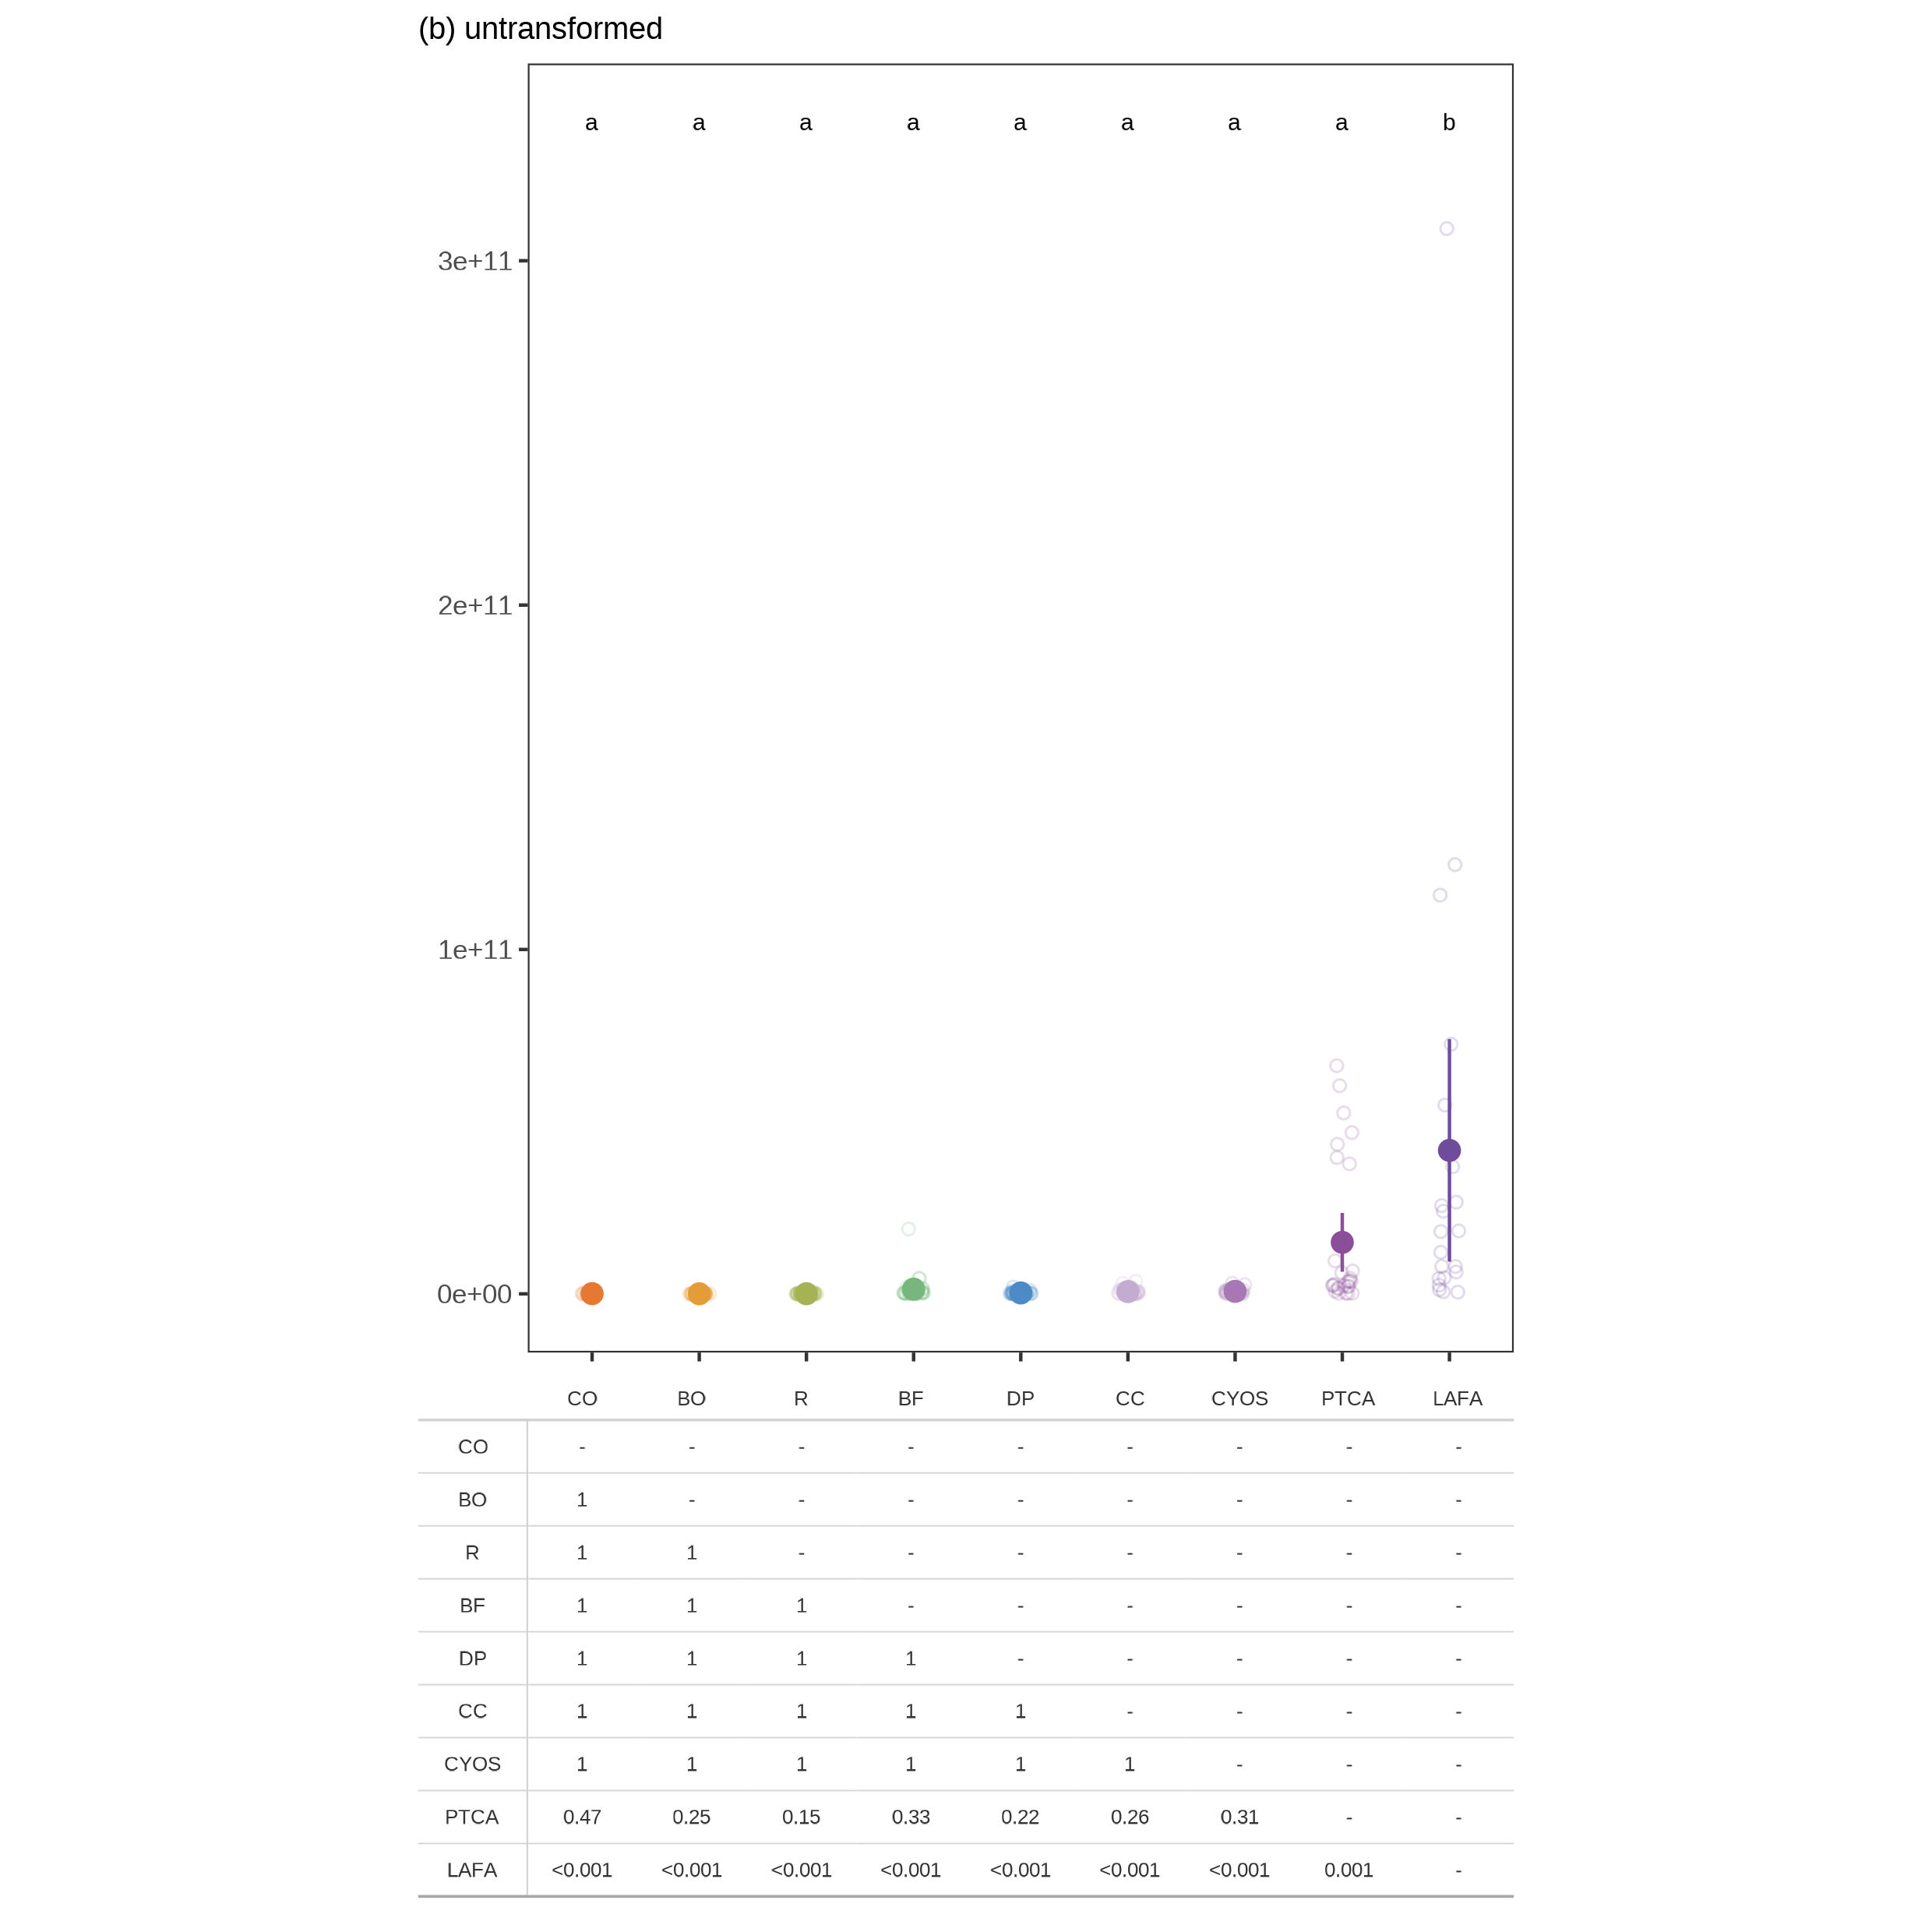 (b) untransformed
a a a a a a a a b
3e+11
2e+11
1e+11
0e+00
CO BO R BF DP CC CYOS PTCA LAFA
CO - - - - - - - - -
BO 1 - - - - - - - -
R 1 1 - - - - - - -
BF 1 1 1 - - - - - -
DP 1 1 1 1 - - - - -
CC 1 1 1 1 1 - - - -
CYOS 1 1 1 1 1 1 - - -
PTCA 0.47 0.25 0.15 0.33 0.22 0.26 0.31 - -
LAFA <0.001 <0.001 <0.001 <0.001 <0.001 <0.001 <0.001 0.001 -